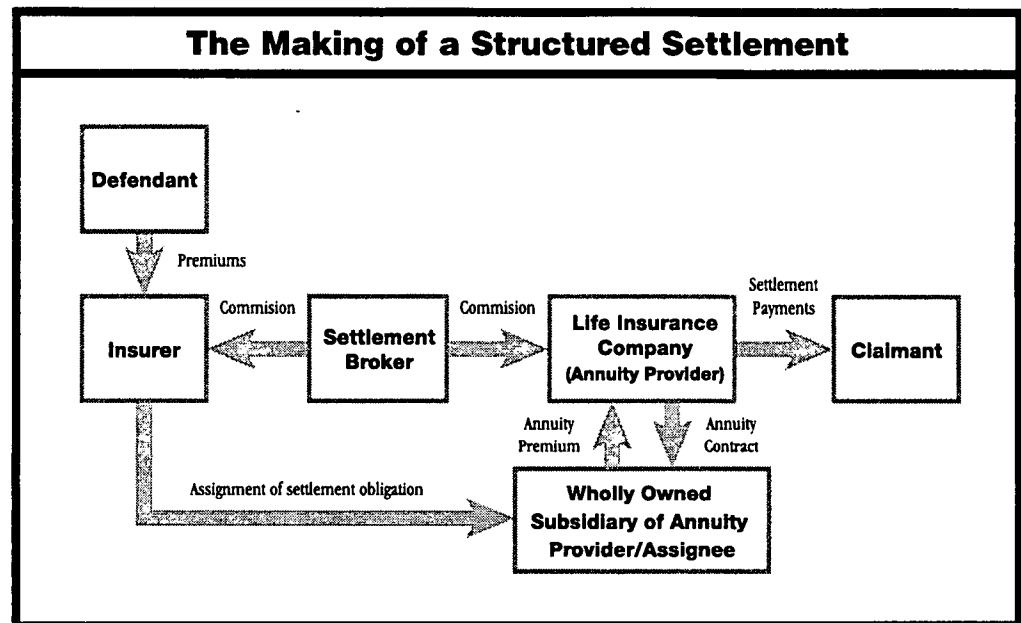 The Making of a Structured Settlement
Defendant
Premiums
Commision
Commision
Settlement
Payments
Insurer
Settlement
Broker
Life Insurance
Company
(Annuity Provider)
Claimant
Annuity
Premium
Annuity
Contract
Assignment of settlement obligation
Wholly Owned
Subsidiary of Annuity
Provider/Assignee